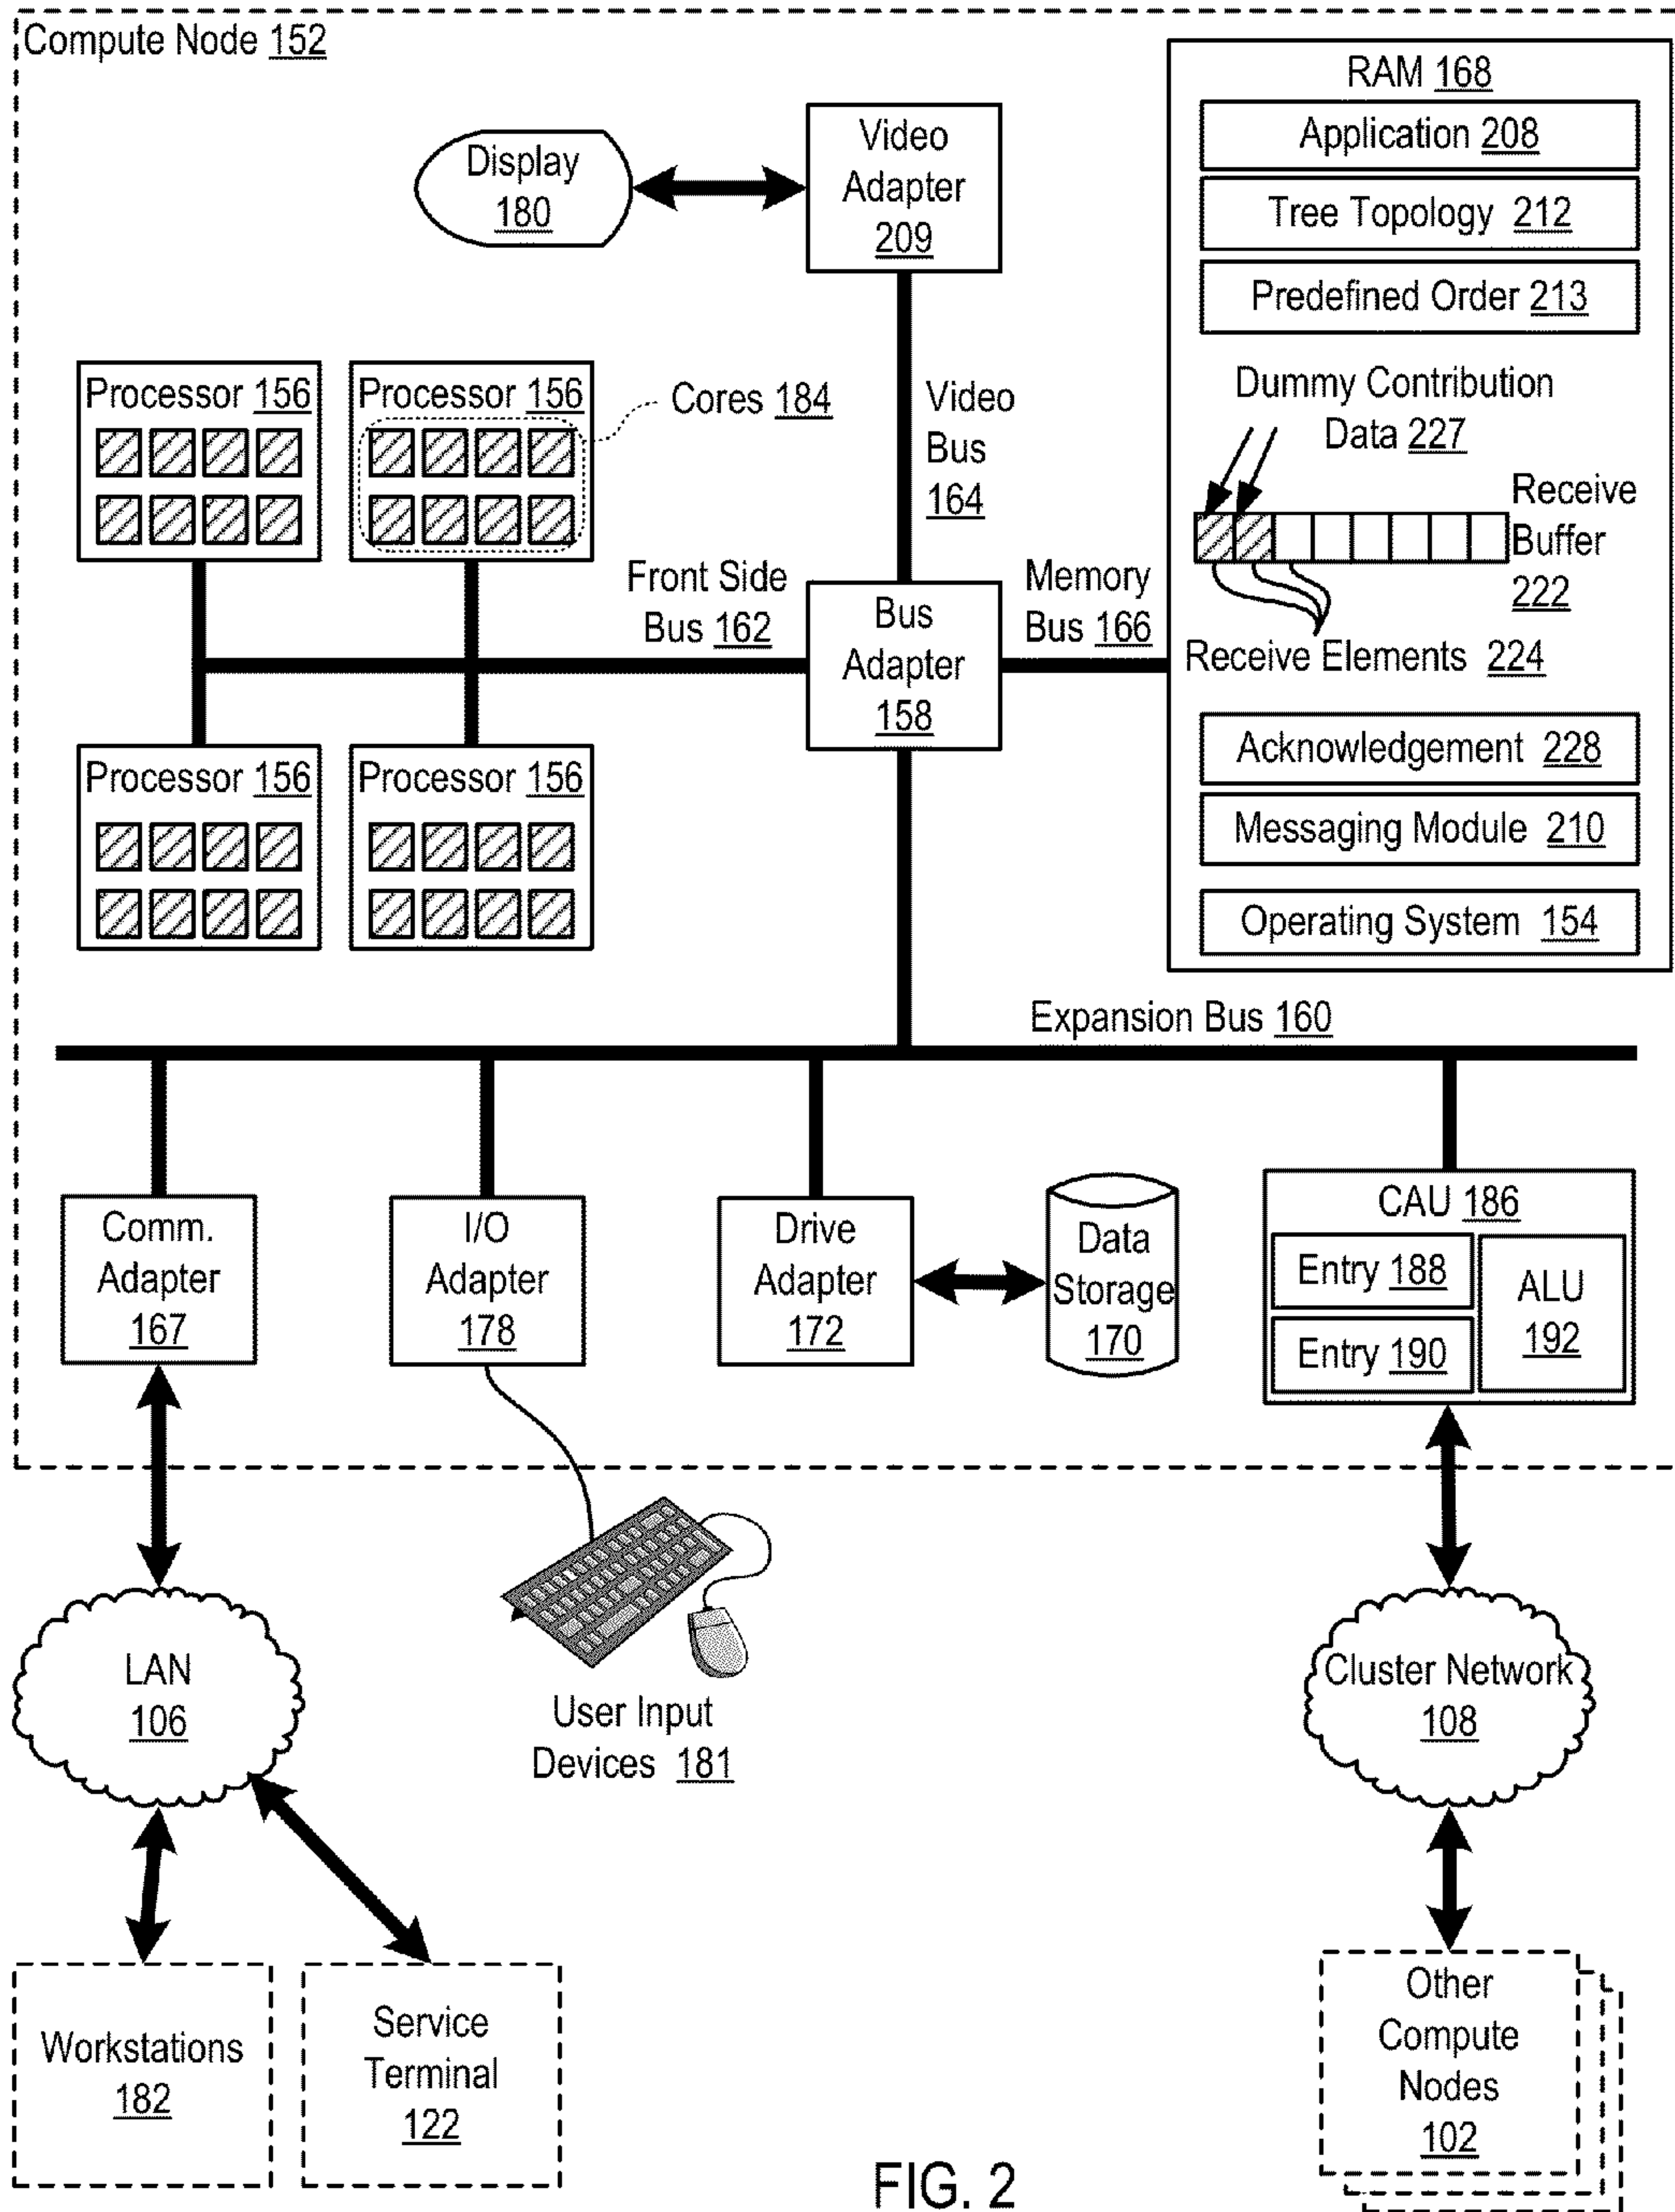 Compute Node 152
RAM 168
Application 208
Tree Topology 212
Predefined Order 213
Dummy Contribution
Data 227
Receive
Buffer
222
Receive Elements 224
Acknowledgement 228
Messaging Module 210
Operating System 154
Display
180
Video
Adapter
209
Processor 156
Processor 156
Cores 184
Video
Bus
164
Front Side
Bus 162
Bus
Adapter
158
Memory
Bus 166
Processor 156
Processor 156
Expansion Bus 160
Comm.
Adapter
167
I/O
Adapter
178
Drive
Adapter
172
Data
Storage
170
CAU 186
Entry 188
Entry 190
ALU
192
LAN
106
User Input
Devices 181
Cluster Network
108
Workstations
182
Service
Terminal
122
Other
Compute
Nodes
102
FIG. 2